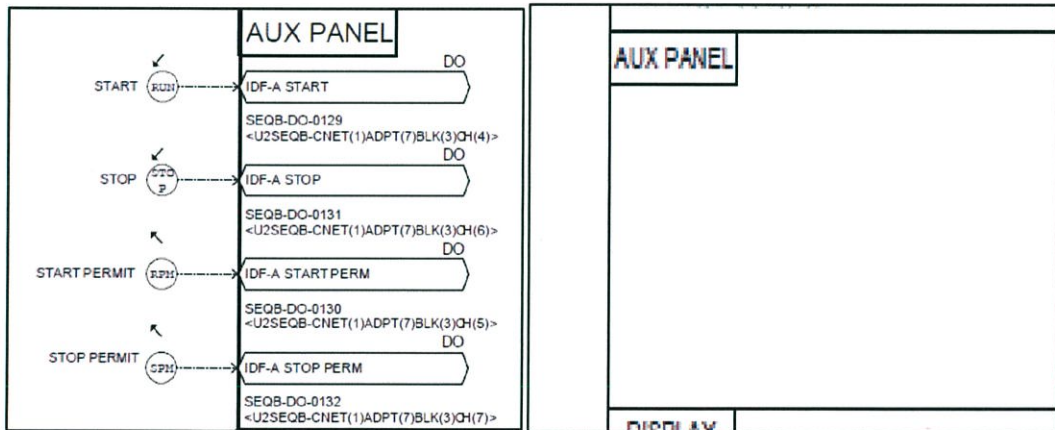 AUX PANEL
DO
START RUN IDF-A START
SEQB-DO-0129
<U2SEQB-CNET(1)ADPT(7)BLK(3)CH(4)>
DO
STOP STO
P IDF-A STOP
SEQB-DO-0131
<U2SEQB-CNET(1)ADPT(7)BLK(3)CH(6)>
DO
START PERMIT RPM IDF-A START PERM
SEQB-DO-0130
<U2SEQB-CNET(1)ADPT(7)BLK(3)CH(5)>
DO
STOP PERMIT SPM IDF-A STOP PERM
SEQB-DO-0132
<U2SEQB-CNET(1)ADPT(7)BLK(3)CH(7)>
AUX PANEL
DISPLAY